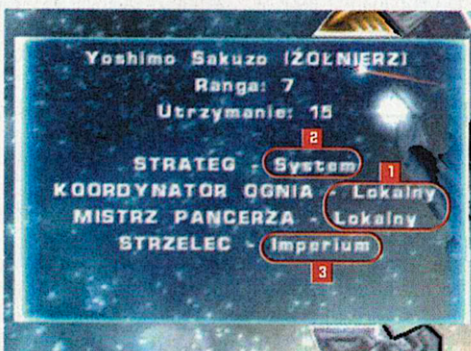 Yoshimo Sakuzo (ŻOŁNIERZ)
Ranga: 7
Utrzymanie: 15
2
STRATEG - System
1
KOORDYNATOR OGNIA - Lokalny
MISTRZ PANCERZA - Lokalny
STRZELEC - Imperium
3